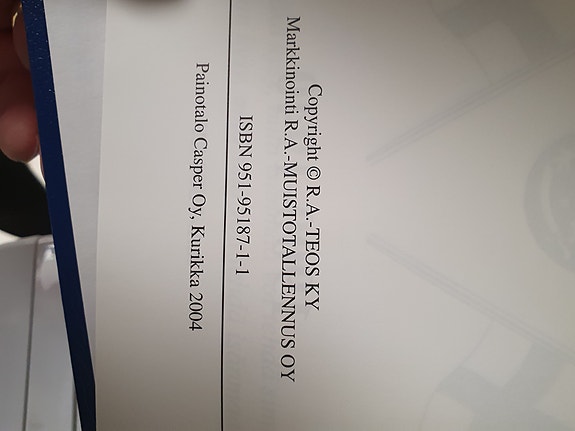 Copyright © R.A.-TEOS KY
Markkinointi R.A.-MUISTOTALLENNUS OY
ISBN 951-95187-1-1
Painotalo Casper Oy, Kurikka 2004